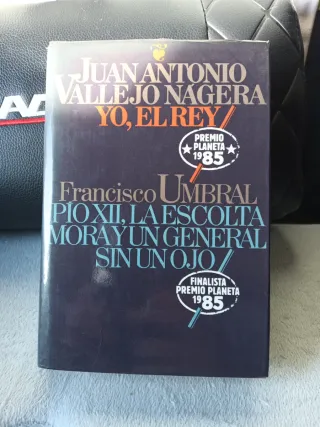 JUAN ANTONIO
VALLEJO NAGERA
YO, EL REY
PREMIO
PLANETA
1985
Francisco UMBRAL
PIO XII, LA ESCOLTA
MORA Y UN GENERAL
SIN UN OJO
FINALISTA
PREMIO PLANETA
1985